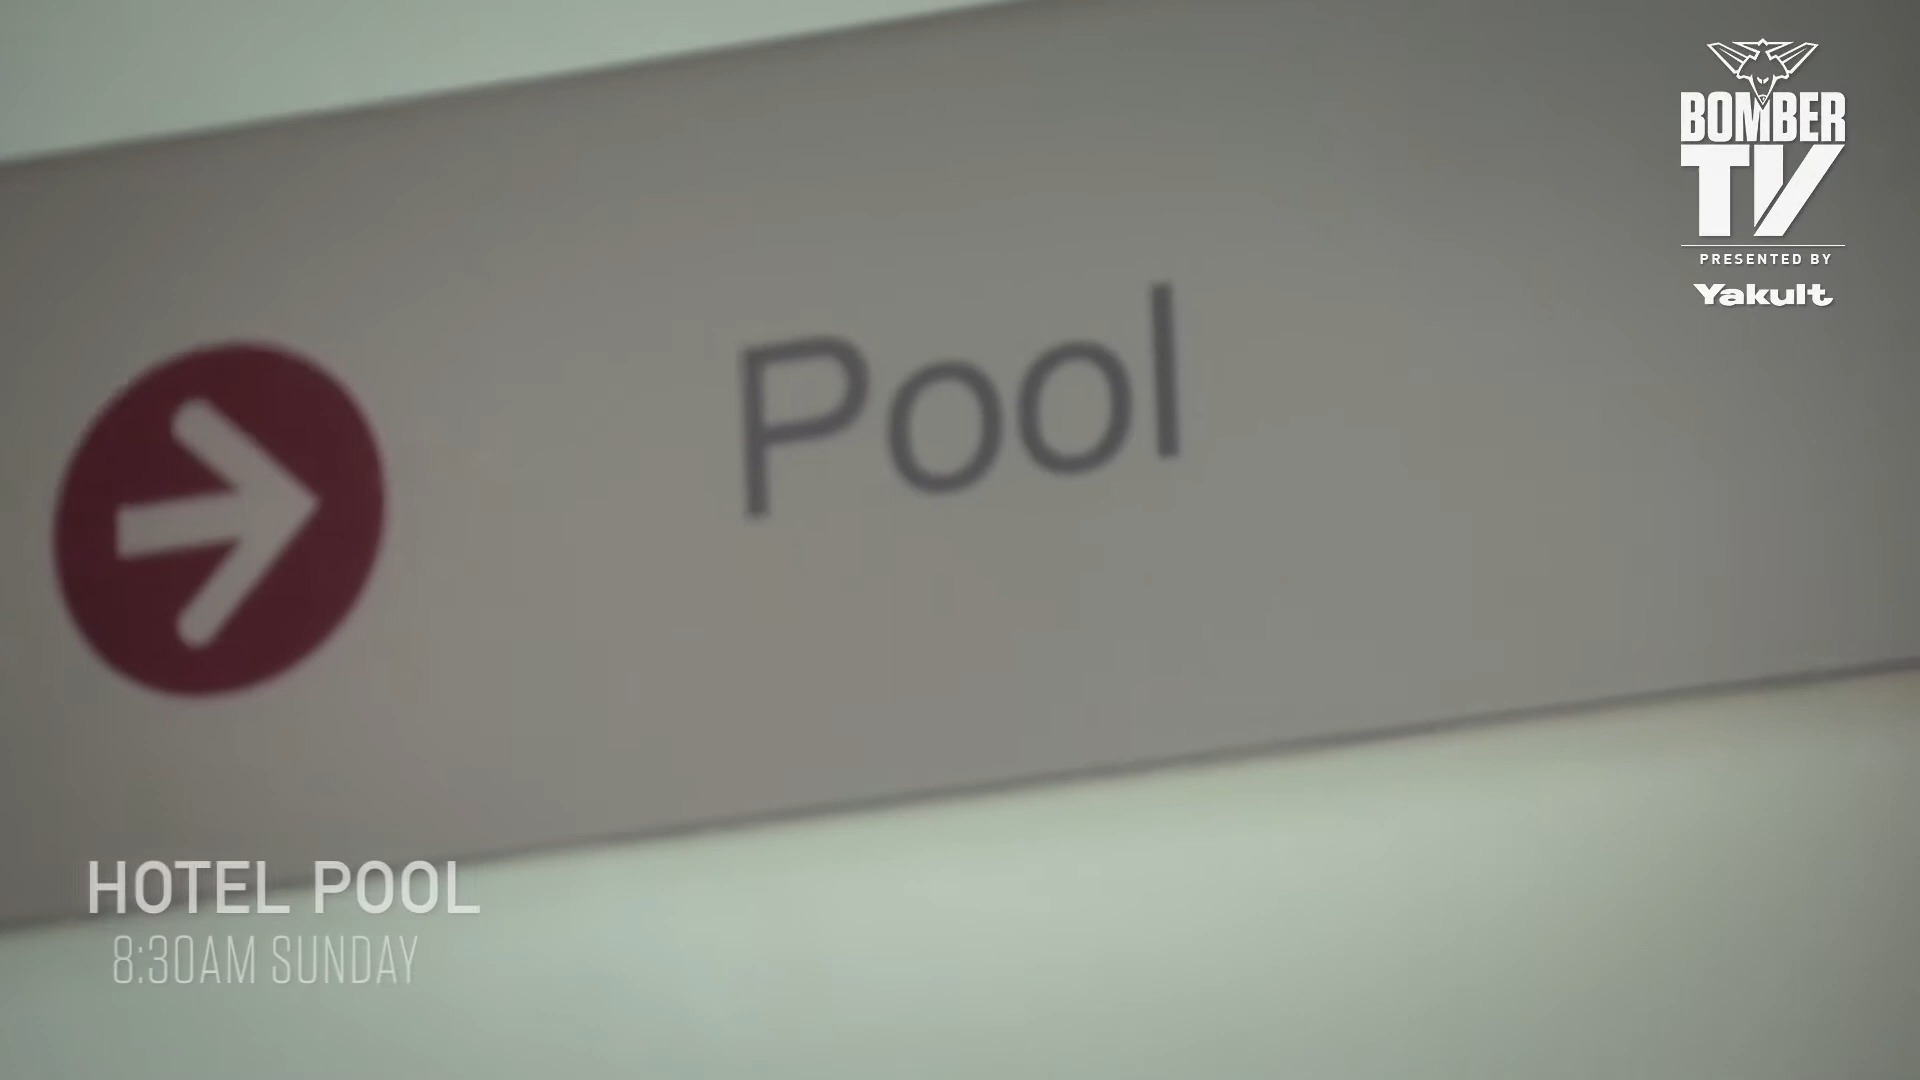 BOMBER
TV
PRESENTED BY
Yakult
Pool
HOTEL POOL
8:30AM SUNDAY